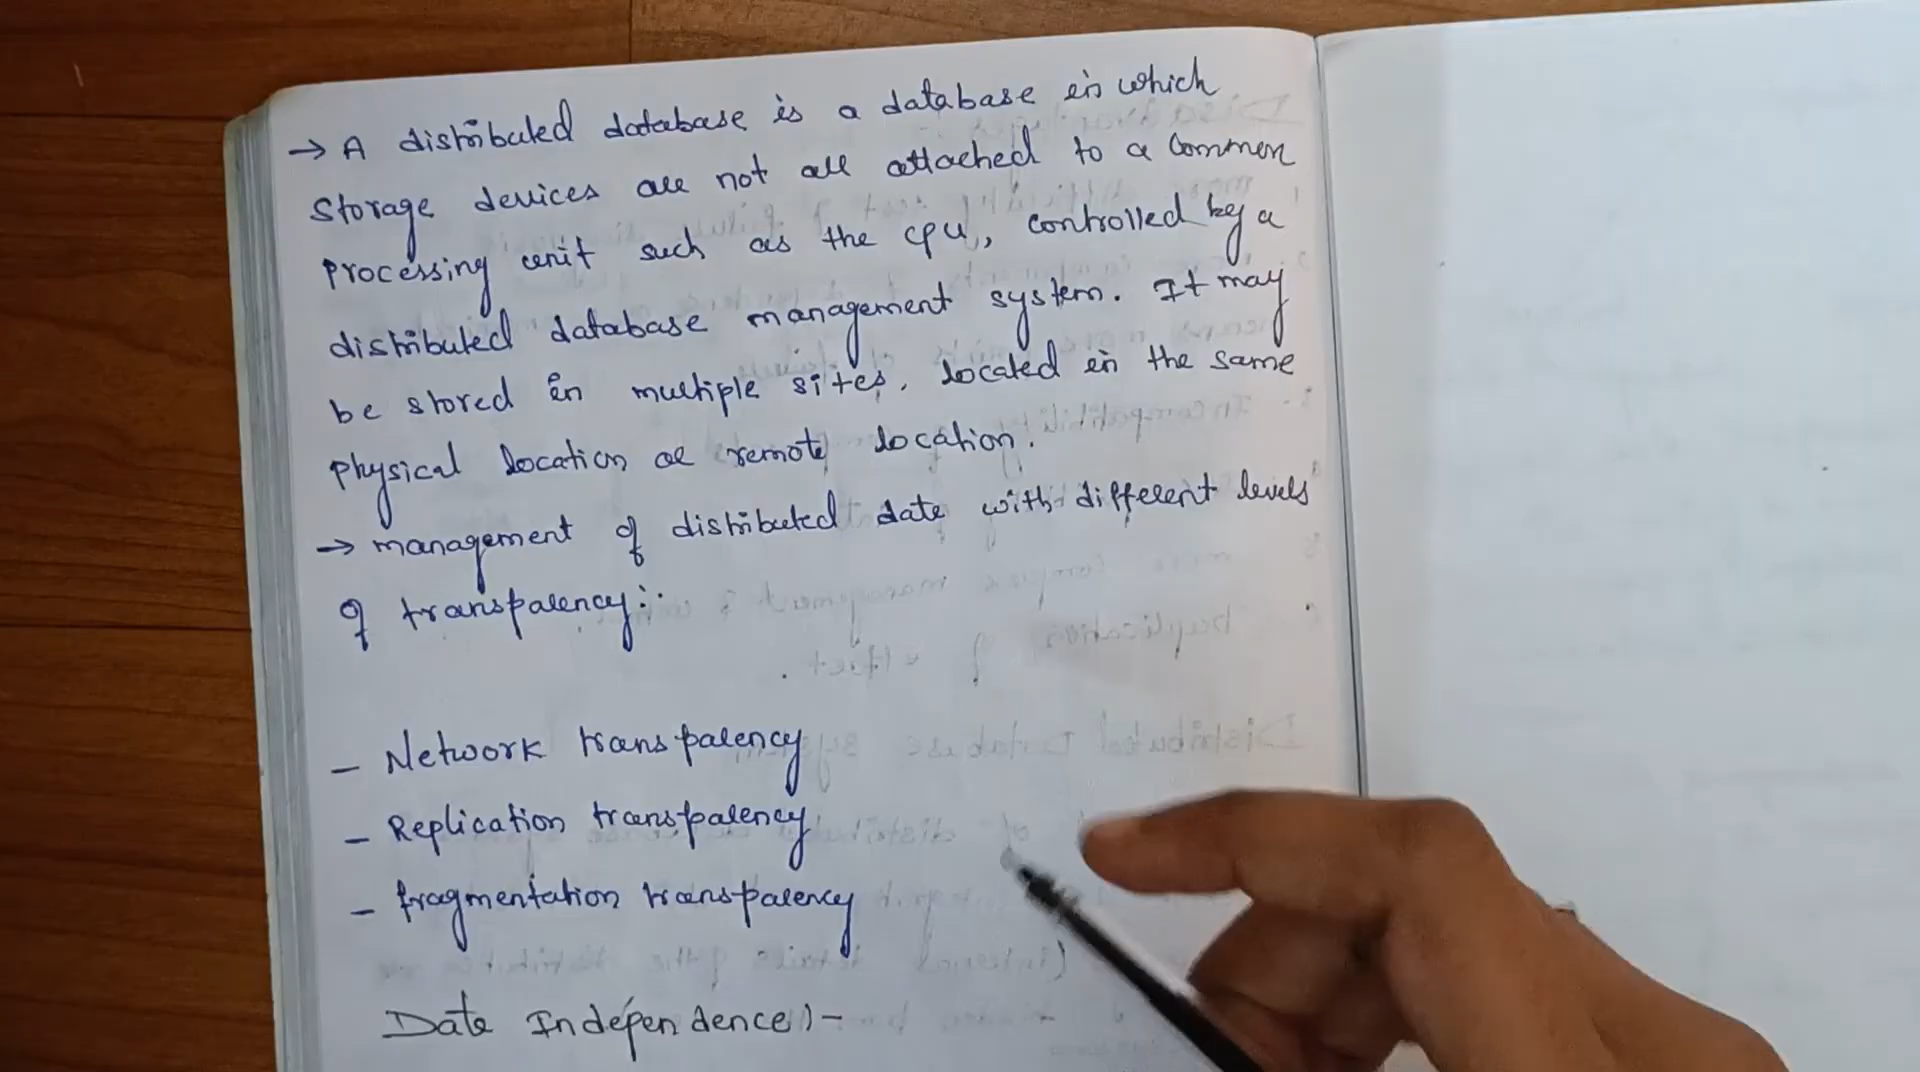 → A distributed database is a database in which
storage devices are not all attached to a common
processing unit such as the cpu, controlled by a
distributed database management system. It may
be stored in multiple sites, located in the same
physical location or remote location.
→ management of distributed data with different levels
of transparency:-
- Network transparency
- Replication transparency
- fragmentation transparency
Data Independence:-